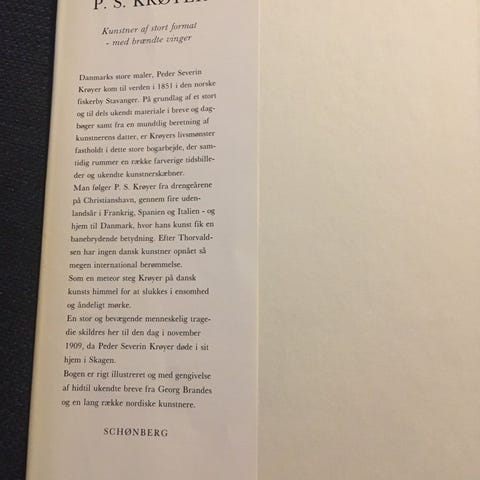 P. S. KRØYER
Kunstner af stort format
- med brændte vinger
Danmarks store maler, Peder Severin
Krøyer kom til verden i 1851 i den norske
fiskerby Stavanger. På grundlag af et stort
og til dels ukendt materiale i breve og dag-
bøger samt fra en mundtlig beretning af
kunstnerens datter, er Krøyers livsmønster
fastholdt i dette store bogarbejde, der sam-
tidig rummer en række farverige tidsbille-
der og ukendte kunstnerskæbner.
Man følger P. S. Krøyer fra drengeårene
på Christianshavn, gennem fire uden-
landsår i Frankrig, Spanien og Italien - og
hjem til Danmark, hvor hans kunst fik en
banebrydende betydning. Efter Thorvald-
sen har ingen dansk kunstner opnået så
megen international berømmelse.
Som en meteor steg Krøyer på dansk
kunsts himmel for at slukkes i ensomhed
og åndeligt mørke.
En stor og bevægende menneskelig trage-
die skildres her til den dag i november
1909, da Peder Severin Krøyer døde i sit
hjem i Skagen.
Bogen er rigt illustreret og med gengivelse
af hidtil ukendte breve fra Georg Brandes
og en lang række nordiske kunstnere.
SCHØNBERG